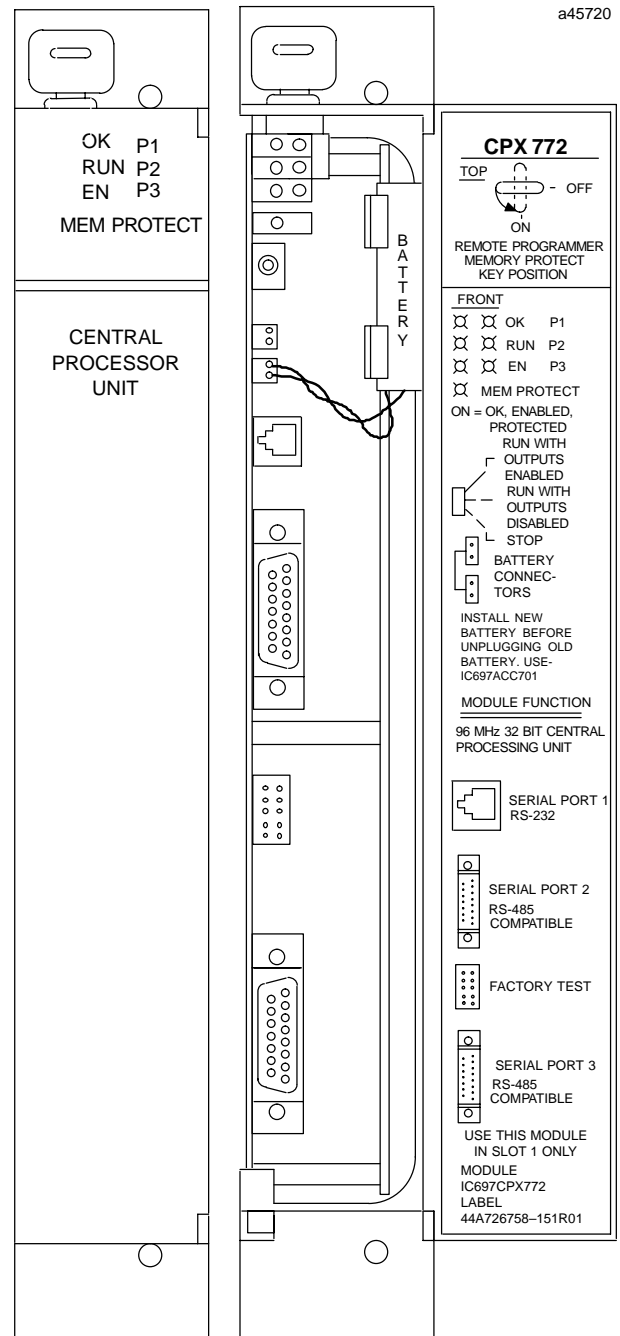 a45720
OK P1
RUN P2
EN P3
MEM PROTECT
CENTRAL
PROCESSOR
UNIT
BATTERY
CPX 772
TOP
OFF
ON
REMOTE PROGRAMMER
MEMORY PROTECT
KEY POSITION
FRONT
OK P1
RUN P2
EN P3
MEM PROTECT
ON = OK, ENABLED,
PROTECTED
RUN WITH
OUTPUTS
ENABLED
RUN WITH
OUTPUTS
DISABLED
STOP
BATTERY
CONNEC-
TORS
INSTALL NEW
BATTERY BEFORE
UNPLUGGING OLD
BATTERY. USE-
IC697ACC701
MODULE FUNCTION
96 MHz 32 BIT CENTRAL
PROCESSING UNIT
SERIAL PORT 1
RS-232
SERIAL PORT 2
RS-485
COMPATIBLE
FACTORY TEST
SERIAL PORT 3
RS-485
COMPATIBLE
USE THIS MODULE
IN SLOT 1 ONLY
MODULE
IC697CPX772
LABEL
44A726758–151R01